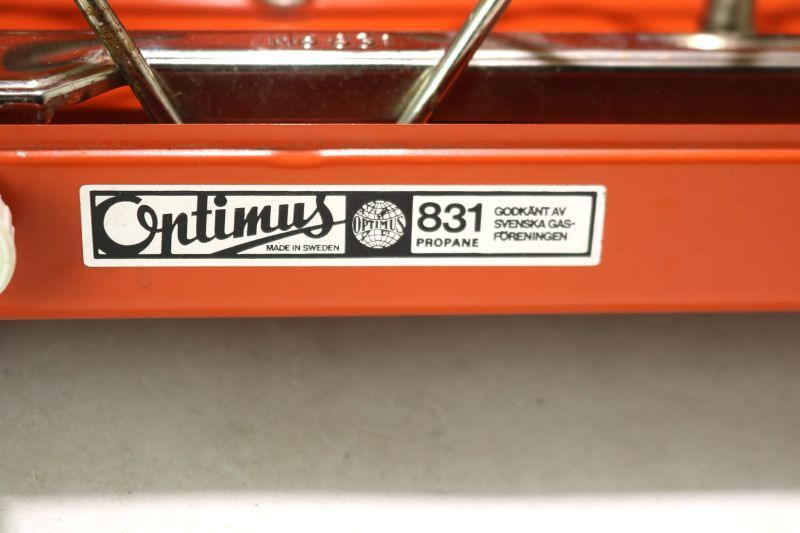 Optimus
MADE IN SWEDEN
OPTIMUS
831
PROPANE
GODKÄNT AV
SVENSKA GAS-
FÖRENINGEN